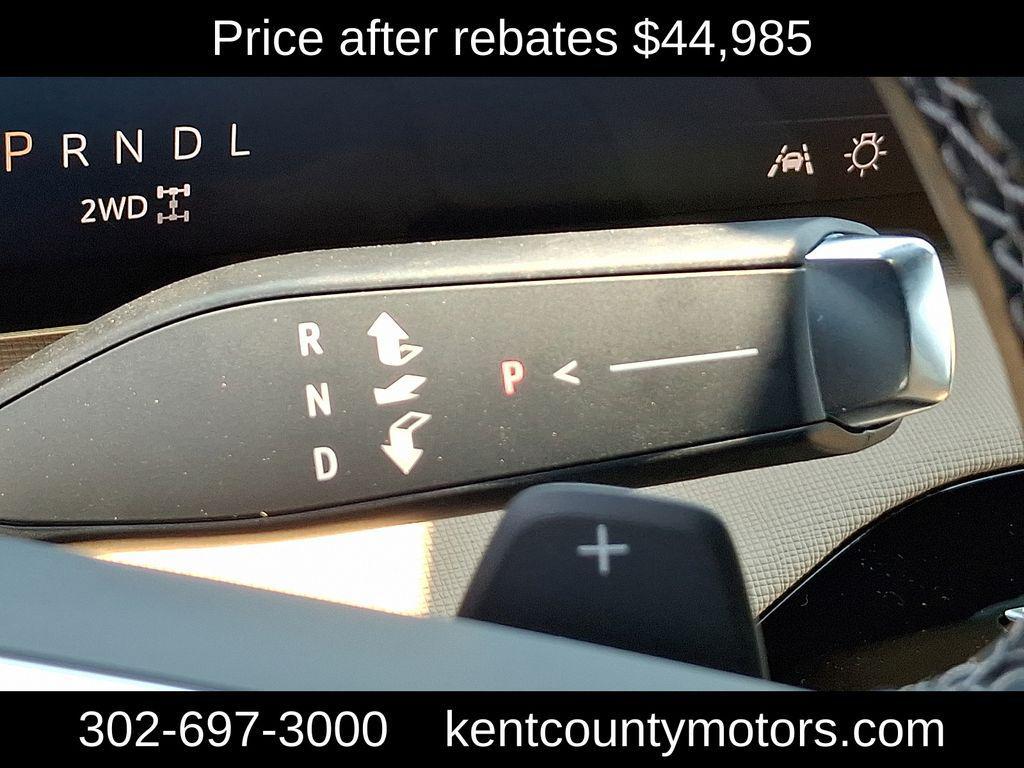 Price after rebates $44,985
P R N D L
2WD
R
P <
N
D
+
302-697-3000 kentcountymotors.com